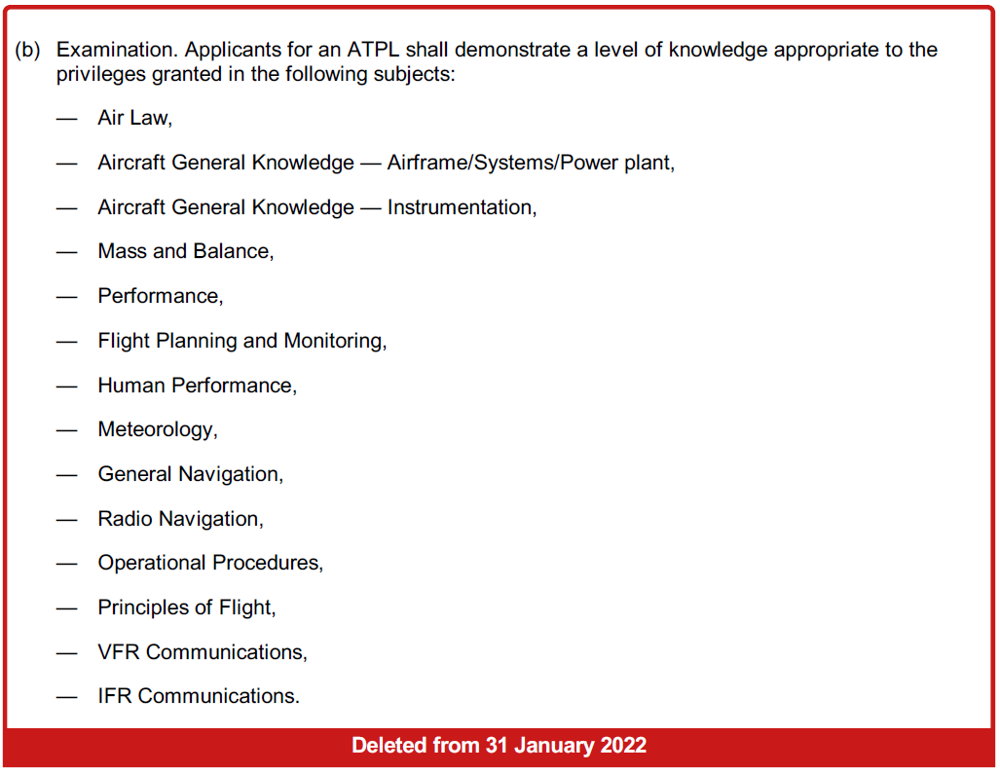 (b) Examination. Applicants for an ATPL shall demonstrate a level of knowledge appropriate to the
privileges granted in the following subjects:
— Air Law,
— Aircraft General Knowledge — Airframe/Systems/Power plant,
— Aircraft General Knowledge — Instrumentation,
— Mass and Balance,
— Performance,
— Flight Planning and Monitoring,
— Human Performance,
— Meteorology,
— General Navigation,
— Radio Navigation,
— Operational Procedures,
— Principles of Flight,
— VFR Communications,
— IFR Communications.
Deleted from 31 January 2022